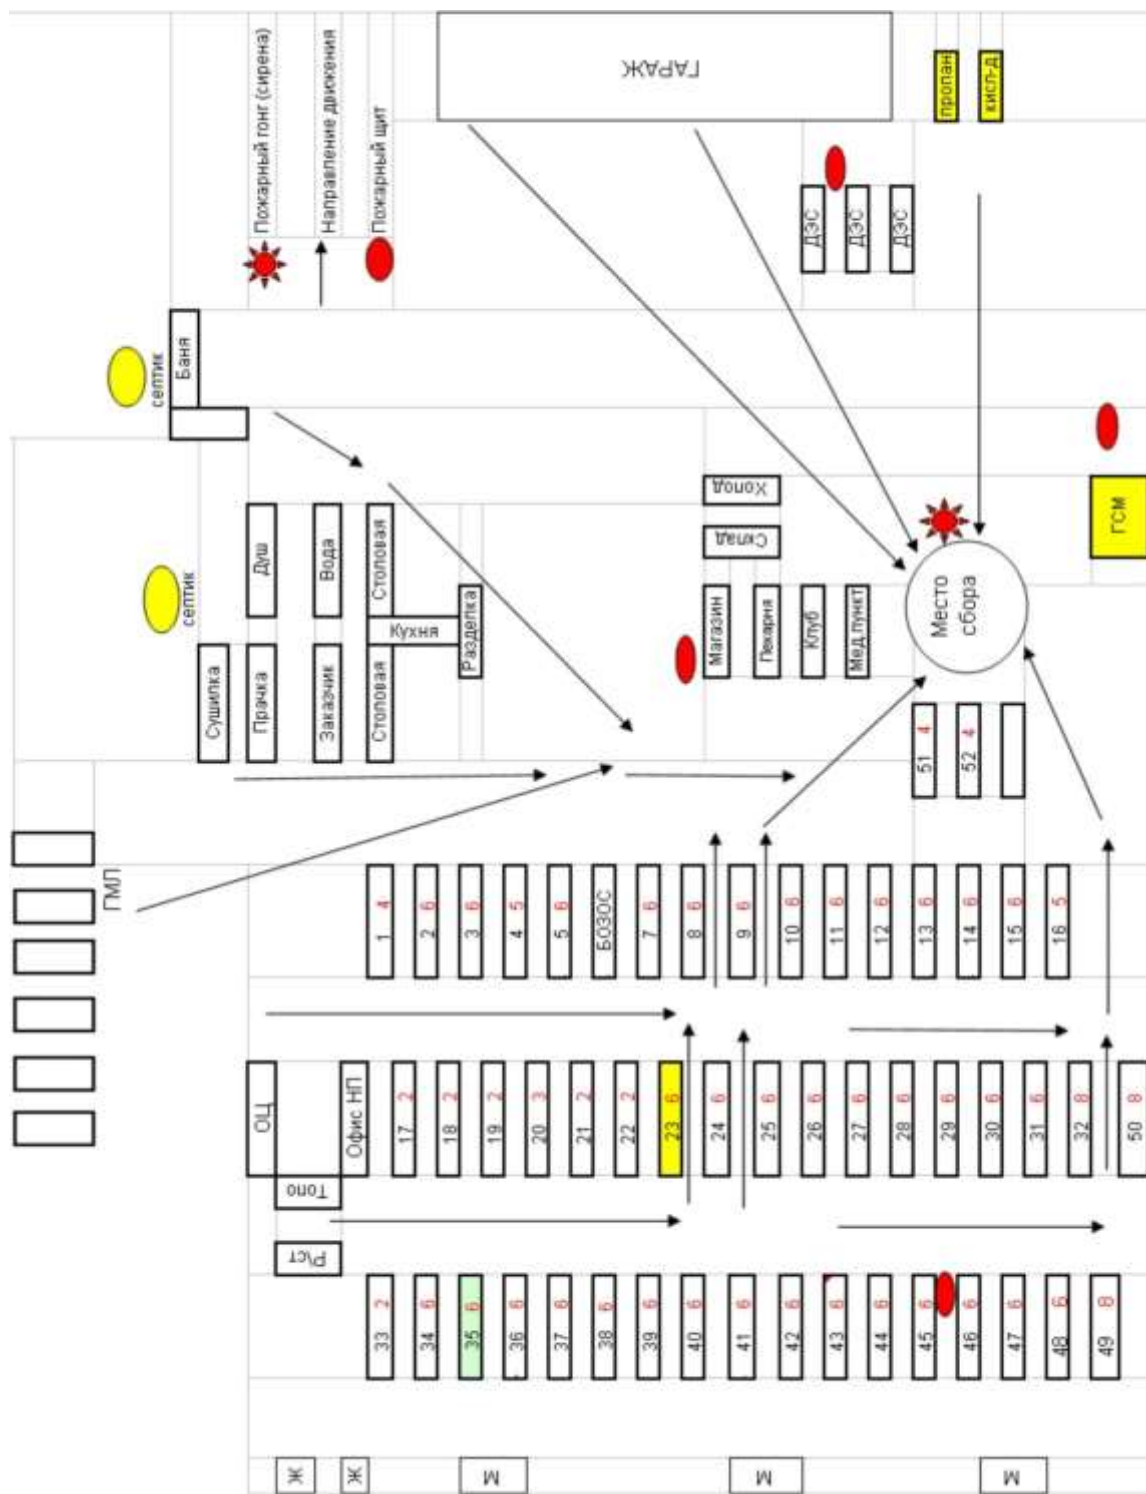 ГАРАЖ
пропан
кисл-д
Пожарный гонг (сирена)
Направление движения
Пожарный щит
ДЭС
ДЭС
ДЭС
септик
Баня
септик
Душ
Вода
Столовая
Кухня
Разделка
Сушилка
Прачка
Заказчик
Столовая
Холод
Склад
Магазин
Пекарня
Клуб
Мед.пункт
Место
сбора
ГСМ
51 4
52 4
ГМЛ
1 4
2 6
3 6
4 5
5 6
БОЗОС
7 6
8 6
9 6
10 6
11 6
12 6
13 6
14 6
15 6
16 5
ОЦ
Офис НП
17 2
18 2
19 2
20 3
21 2
22 2
23 6
24 6
25 6
26 6
27 6
28 6
29 6
30 6
31 6
32 8
50 8
Топо
Р\ст
33 2
34 6
35 6
36 6
37 6
38 6
39 6
40 6
41 6
42 6
43 6
44 6
45 6
46 6
47 6
48 6
49 8
Ж
Ж
М
М
М